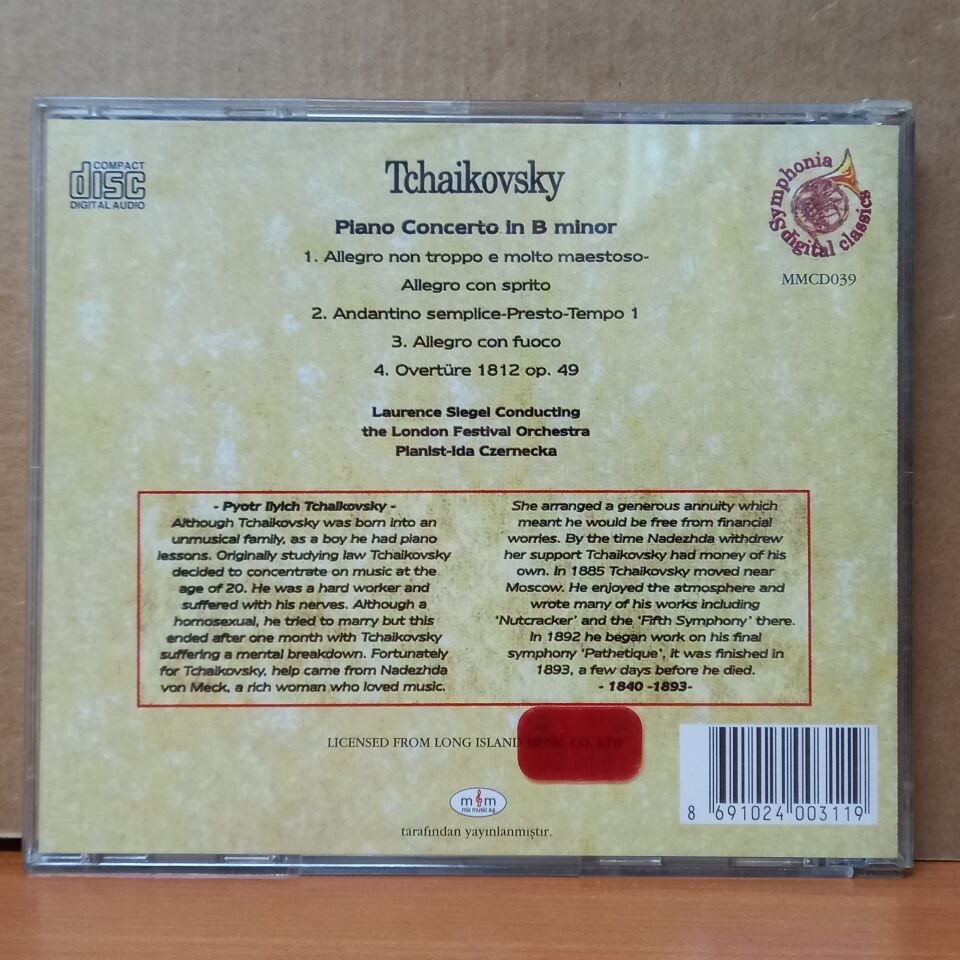 COMPACT
disc
DIGITAL AUDIO
Tchaikovsky
Symphonia
digital classics
MMCD039
Piano Concerto in B minor
1. Allegro non troppo e molto maestoso-
Allegro con sprito
2. Andantino semplice-Presto-Tempo 1
3. Allegro con fuoco
4. Overtüre 1812 op. 49
Laurence Siegel Conducting
the London Festival Orchestra
Pianist-Ida Czernecka
- Pyotr Ilyich Tchaikovsky -
Although Tchaikovsky was born into an
unmusical family, as a boy he had piano
lessons. Originally studying law Tchaikovsky
decided to concentrate on music at the
age of 20. He was a hard worker and
suffered with his nerves. Although a
homosexual, he tried to marry but this
ended after one month with Tchaikovsky
suffering a mental breakdown. Fortunately
for Tchaikovsky, help came from Nadezhda
von Meck, a rich woman who loved music.
She arranged a generous annuity which
meant he would be free from financial
worries. By the time Nadezhda withdrew
her support Tchaikovsky had money of his
own. In 1885 Tchaikovsky moved near
Moscow. He enjoyed the atmosphere and
wrote many of his works including
'Nutcracker' and the 'Fifth Symphony' there.
In 1892 he began work on his final
symphony 'Pathetique', it was finished in
1893, a few days before he died.
- 1840 -1893-
LICENSED FROM LONG ISLAND MUSIC CO. LTD
m m
mix music a.ş
tarafından yayınlanmıştır.
8 691024 003119